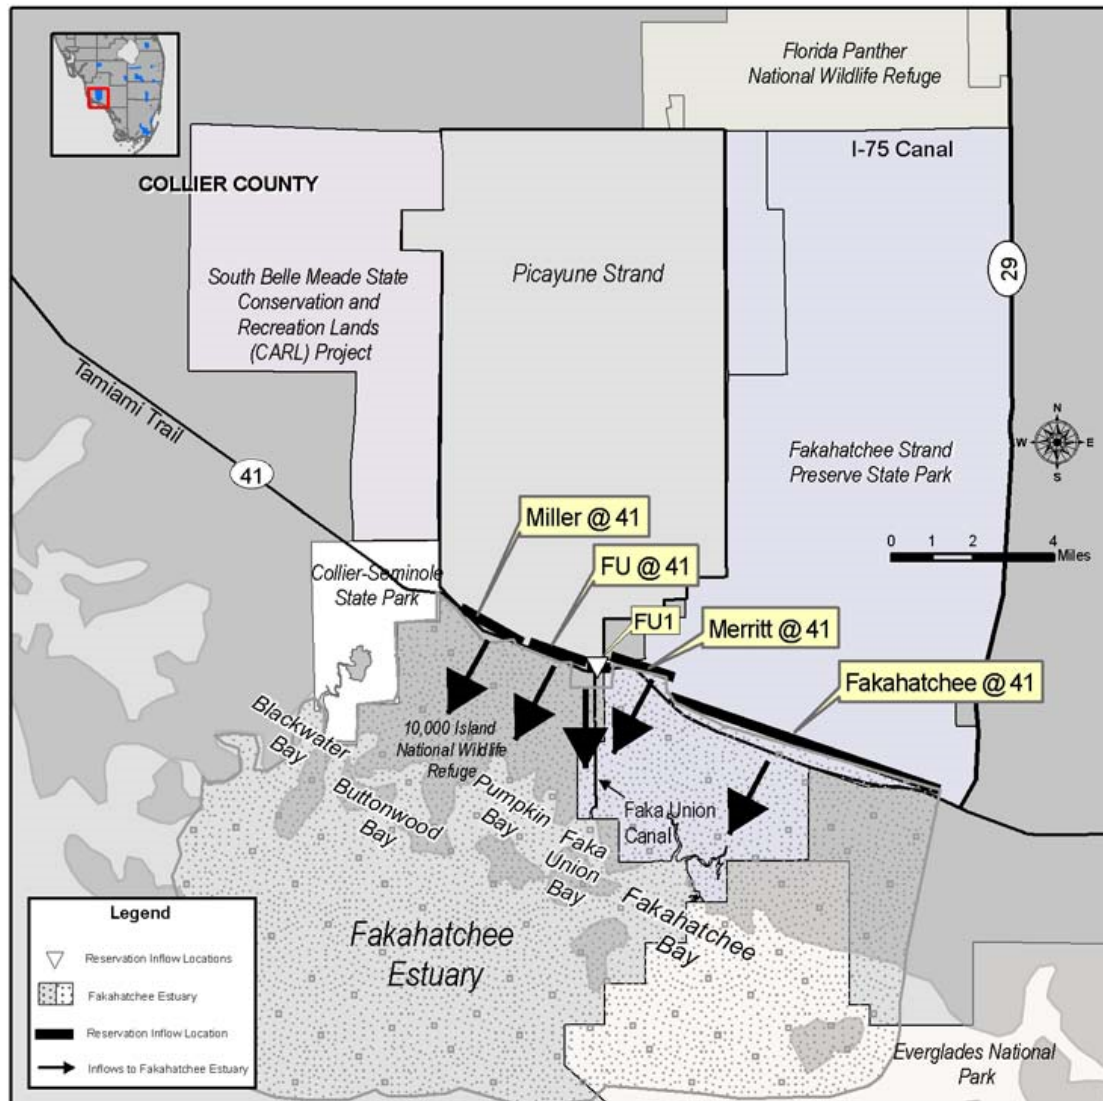 Florida Panther
National Wildlife Refuge
I-75 Canal
COLLIER COUNTY
29
South Belle Meade State
Conservation and
Recreation Lands
(CARL) Project
Picayune Strand
Tamiami Trail
41
N
W
E
S
Fakahatchee Strand
Preserve State Park
0 1 2 4
Miles
Miller @ 41
FU @ 41
FU1
Merritt @ 41
Fakahatchee @ 41
Collier-Seminole
State Park
10,000 Island
National Wildlife
Refuge
Blackwater
Bay
Buttonwood
Bay
Pumpkin
Bay
Faka
Union
Bay
Faka Union
Canal
Fakahatchee
Bay
Fakahatchee
Estuary
Everglades National
Park
Legend
Reservation Inflow Locations
Fakahatchee Estuary
Reservation Inflow Location
Inflows to Fakahatchee Estuary